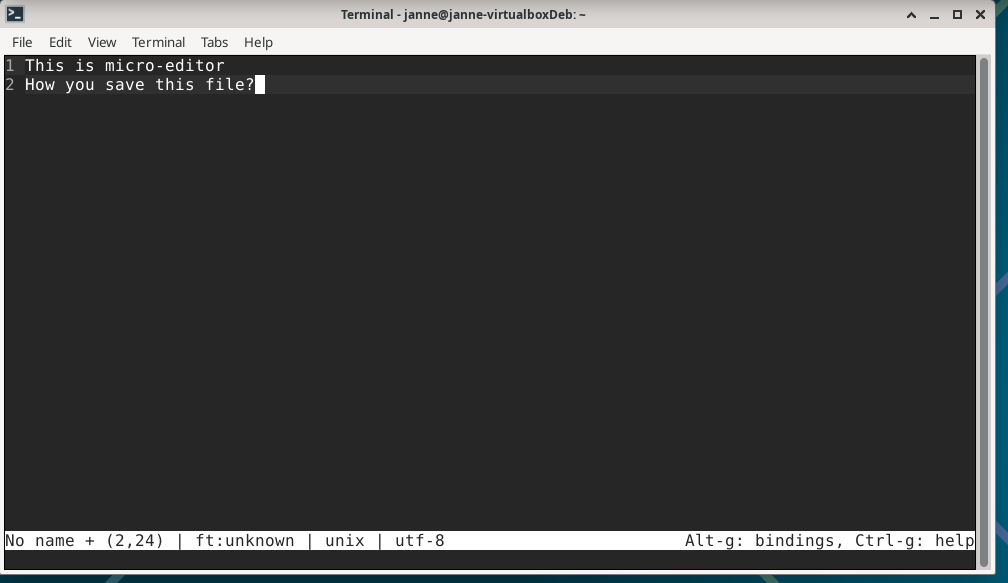 Terminal - janne@janne-virtualboxDeb: ~
File Edit View Terminal Tabs Help
1 This is micro-editor
2 How you save this file?
No name + (2,24) | ft:unknown | unix | utf-8 Alt-g: bindings, Ctrl-g: help